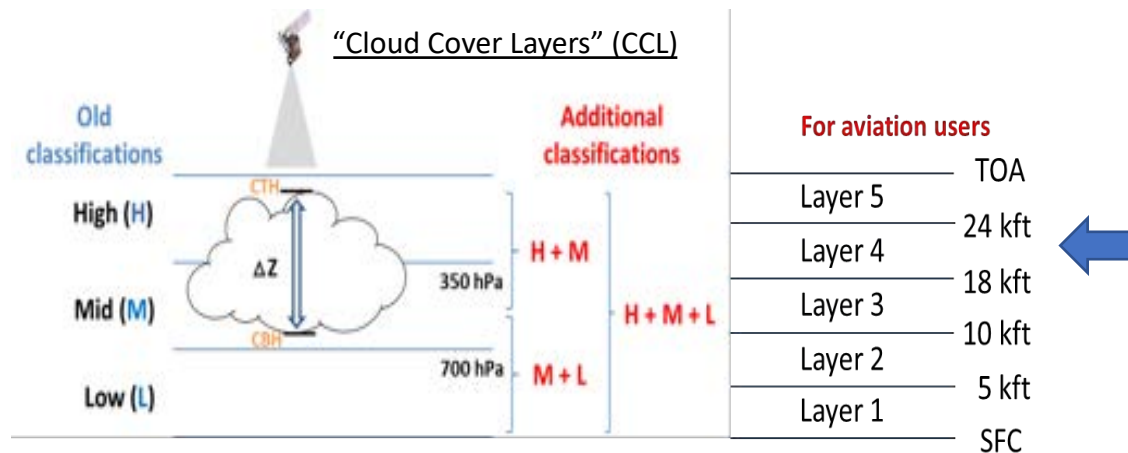 “Cloud Cover Layers” (CCL)
Old
classifications
High (H)
Mid (M)
Low (L)
CTH
ΔZ
CBH
350 hPa
700 hPa
Additional
classifications
H + M
M + L
H + M + L
For aviation users
TOA
Layer 5
24 kft
Layer 4
18 kft
Layer 3
10 kft
Layer 2
5 kft
Layer 1
SFC